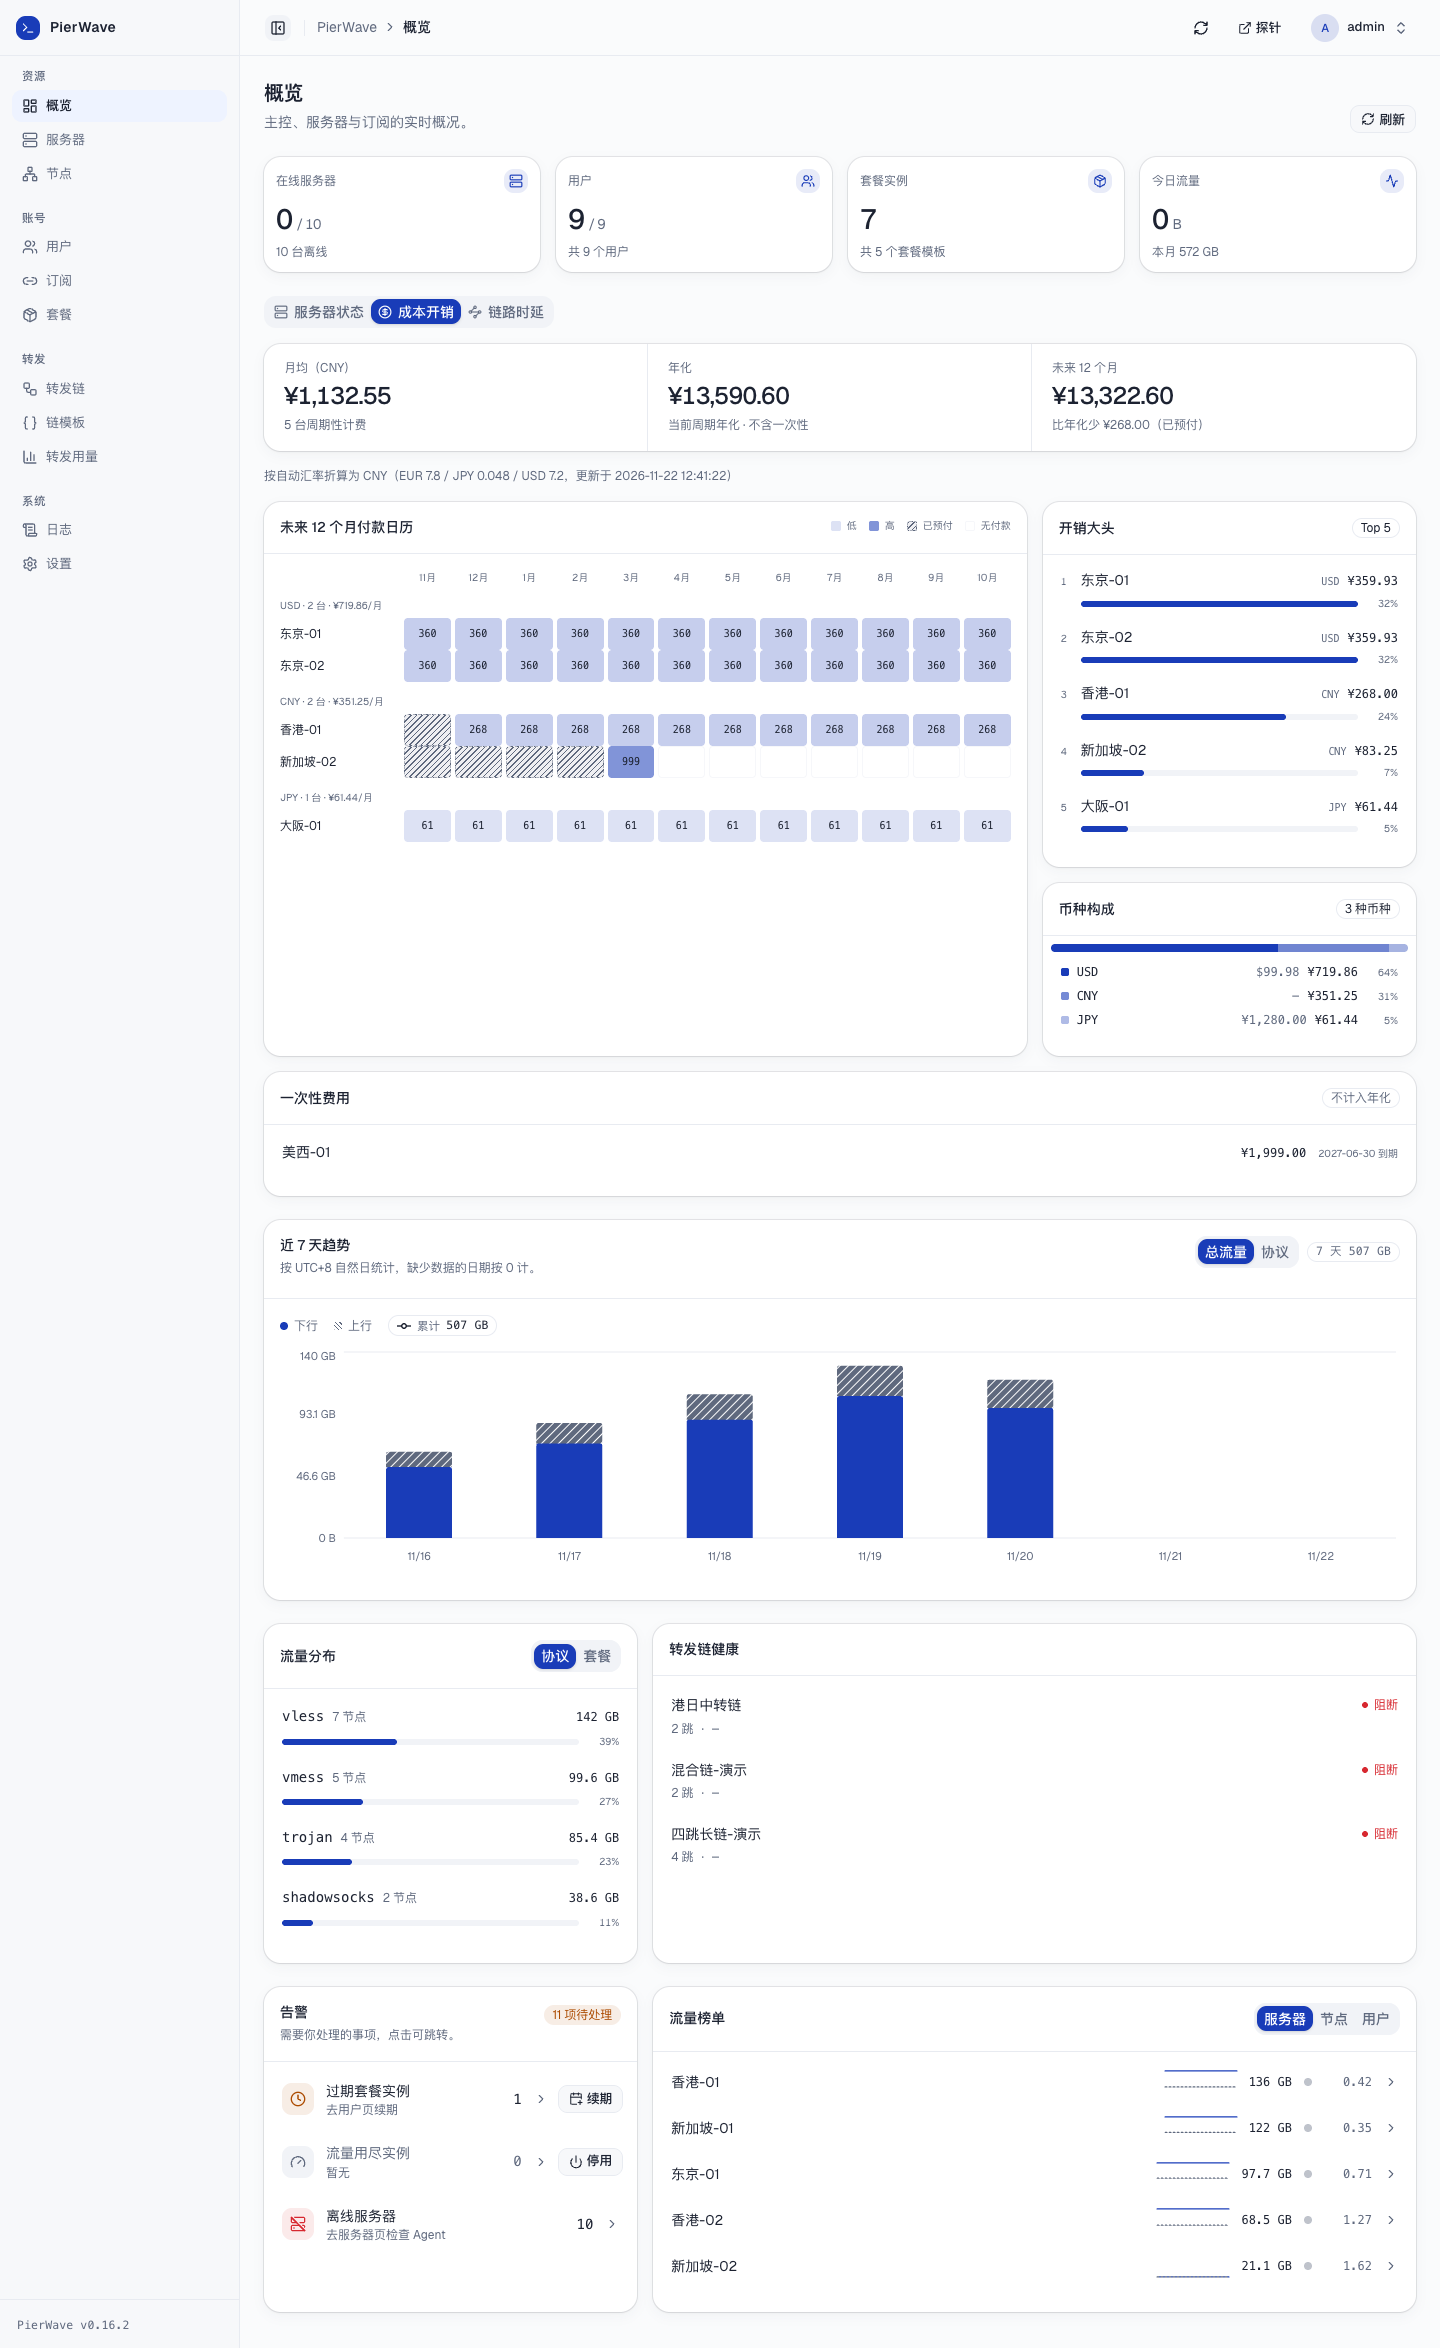 PierWave
PierWave > 概览
探针
A admin
资源
概览
服务器
节点
账号
用户
订阅
套餐
转发
转发链
链模板
转发用量
系统
日志
设置
PierWave v0.16.2
概览
主控、服务器与订阅的实时概况。
刷新
在线服务器
0 / 10
10 台离线
用户
9 / 9
共 9 个用户
套餐实例
7
共 5 个套餐模板
今日流量
0 B
本月 572 GB
服务器状态 成本开销 链路时延
月均（CNY）
¥1,132.55
5 台周期性计费
年化
¥13,590.60
当前周期年化 · 不含一次性
未来 12 个月
¥13,322.60
比年化少 ¥268.00（已预付）
按自动汇率折算为 CNY（EUR 7.8 / JPY 0.048 / USD 7.2，更新于 2026-11-22 12:41:22）
未来 12 个月付款日历
低 高 已预付 无付款
11月 12月 1月 2月 3月 4月 5月 6月 7月 8月 9月 10月
USD · 2 台 · ¥719.86/月
东京-01 360 360 360 360 360 360 360 360 360 360 360 360
东京-02 360 360 360 360 360 360 360 360 360 360 360 360
CNY · 2 台 · ¥351.25/月
香港-01 268 268 268 268 268 268 268 268 268 268 268
新加坡-02 999
JPY · 1 台 · ¥61.44/月
大阪-01 61 61 61 61 61 61 61 61 61 61 61 61
开销大头 Top 5
1 东京-01 USD ¥359.93
32%
2 东京-02 USD ¥359.93
32%
3 香港-01 CNY ¥268.00
24%
4 新加坡-02 CNY ¥83.25
7%
5 大阪-01 JPY ¥61.44
5%
币种构成 3 种币种
USD $99.98 ¥719.86 64%
CNY — ¥351.25 31%
JPY ¥1,280.00 ¥61.44 5%
一次性费用 不计入年化
美西-01 ¥1,999.00 2027-06-30 到期
近 7 天趋势
按 UTC+8 自然日统计，缺少数据的日期按 0 计。
总流量 协议 7 天 507 GB
下行 上行 累计 507 GB
140 GB
93.1 GB
46.6 GB
0 B
11/16 11/17 11/18 11/19 11/20 11/21 11/22
流量分布 协议 套餐
vless 7 节点 142 GB
39%
vmess 5 节点 99.6 GB
27%
trojan 4 节点 85.4 GB
23%
shadowsocks 2 节点 38.6 GB
11%
转发链健康
港日中转链 阻断
2 跳 · —
混合链-演示 阻断
2 跳 · —
四跳长链-演示 阻断
4 跳 · —
告警 11 项待处理
需要你处理的事项，点击可跳转。
过期套餐实例 1 续期
去用户页续期
流量用尽实例 0 停用
暂无
离线服务器 10
去服务器页检查 Agent
流量榜单 服务器 节点 用户
香港-01 136 GB 0.42
新加坡-01 122 GB 0.35
东京-01 97.7 GB 0.71
香港-02 68.5 GB 1.27
新加坡-02 21.1 GB 1.62